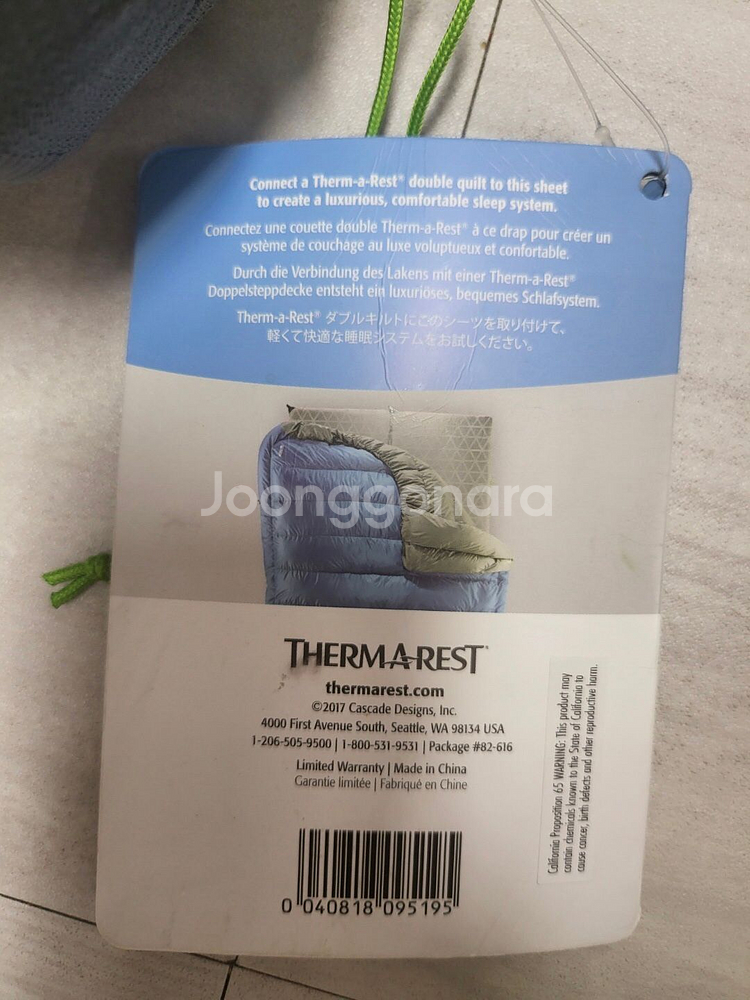 Connect a Therm-a-Rest® double quilt to this sheet
to create a luxurious, comfortable sleep system.
Connectez une couette double Therm-a-Rest® à ce drap pour créer un
système de couchage au luxe voluptueux et confortable.
Durch die Verbindung des Lakens mit einer Therm-a-Rest®
Doppelsteppdecke entsteht ein luxuriöses, bequemes Schlafsystem.
Therm-a-Rest® ダブルキルトにこのシーツを取り付けて、
軽くて快適な睡眠システムをお試しください。
Joonggonara
THERM-A-REST®
thermarest.com
©2017 Cascade Designs, Inc.
4000 First Avenue South, Seattle, WA 98134 USA
1-206-505-9500 | 1-800-531-9531 | Package #82-616
Limited Warranty | Made in China
Garantie limitée | Fabriqué en Chine
0 040818 095195
California Proposition 65 WARNING: This product may
contain chemicals known to the State of California to
cause cancer, birth defects and other reproductive harm.